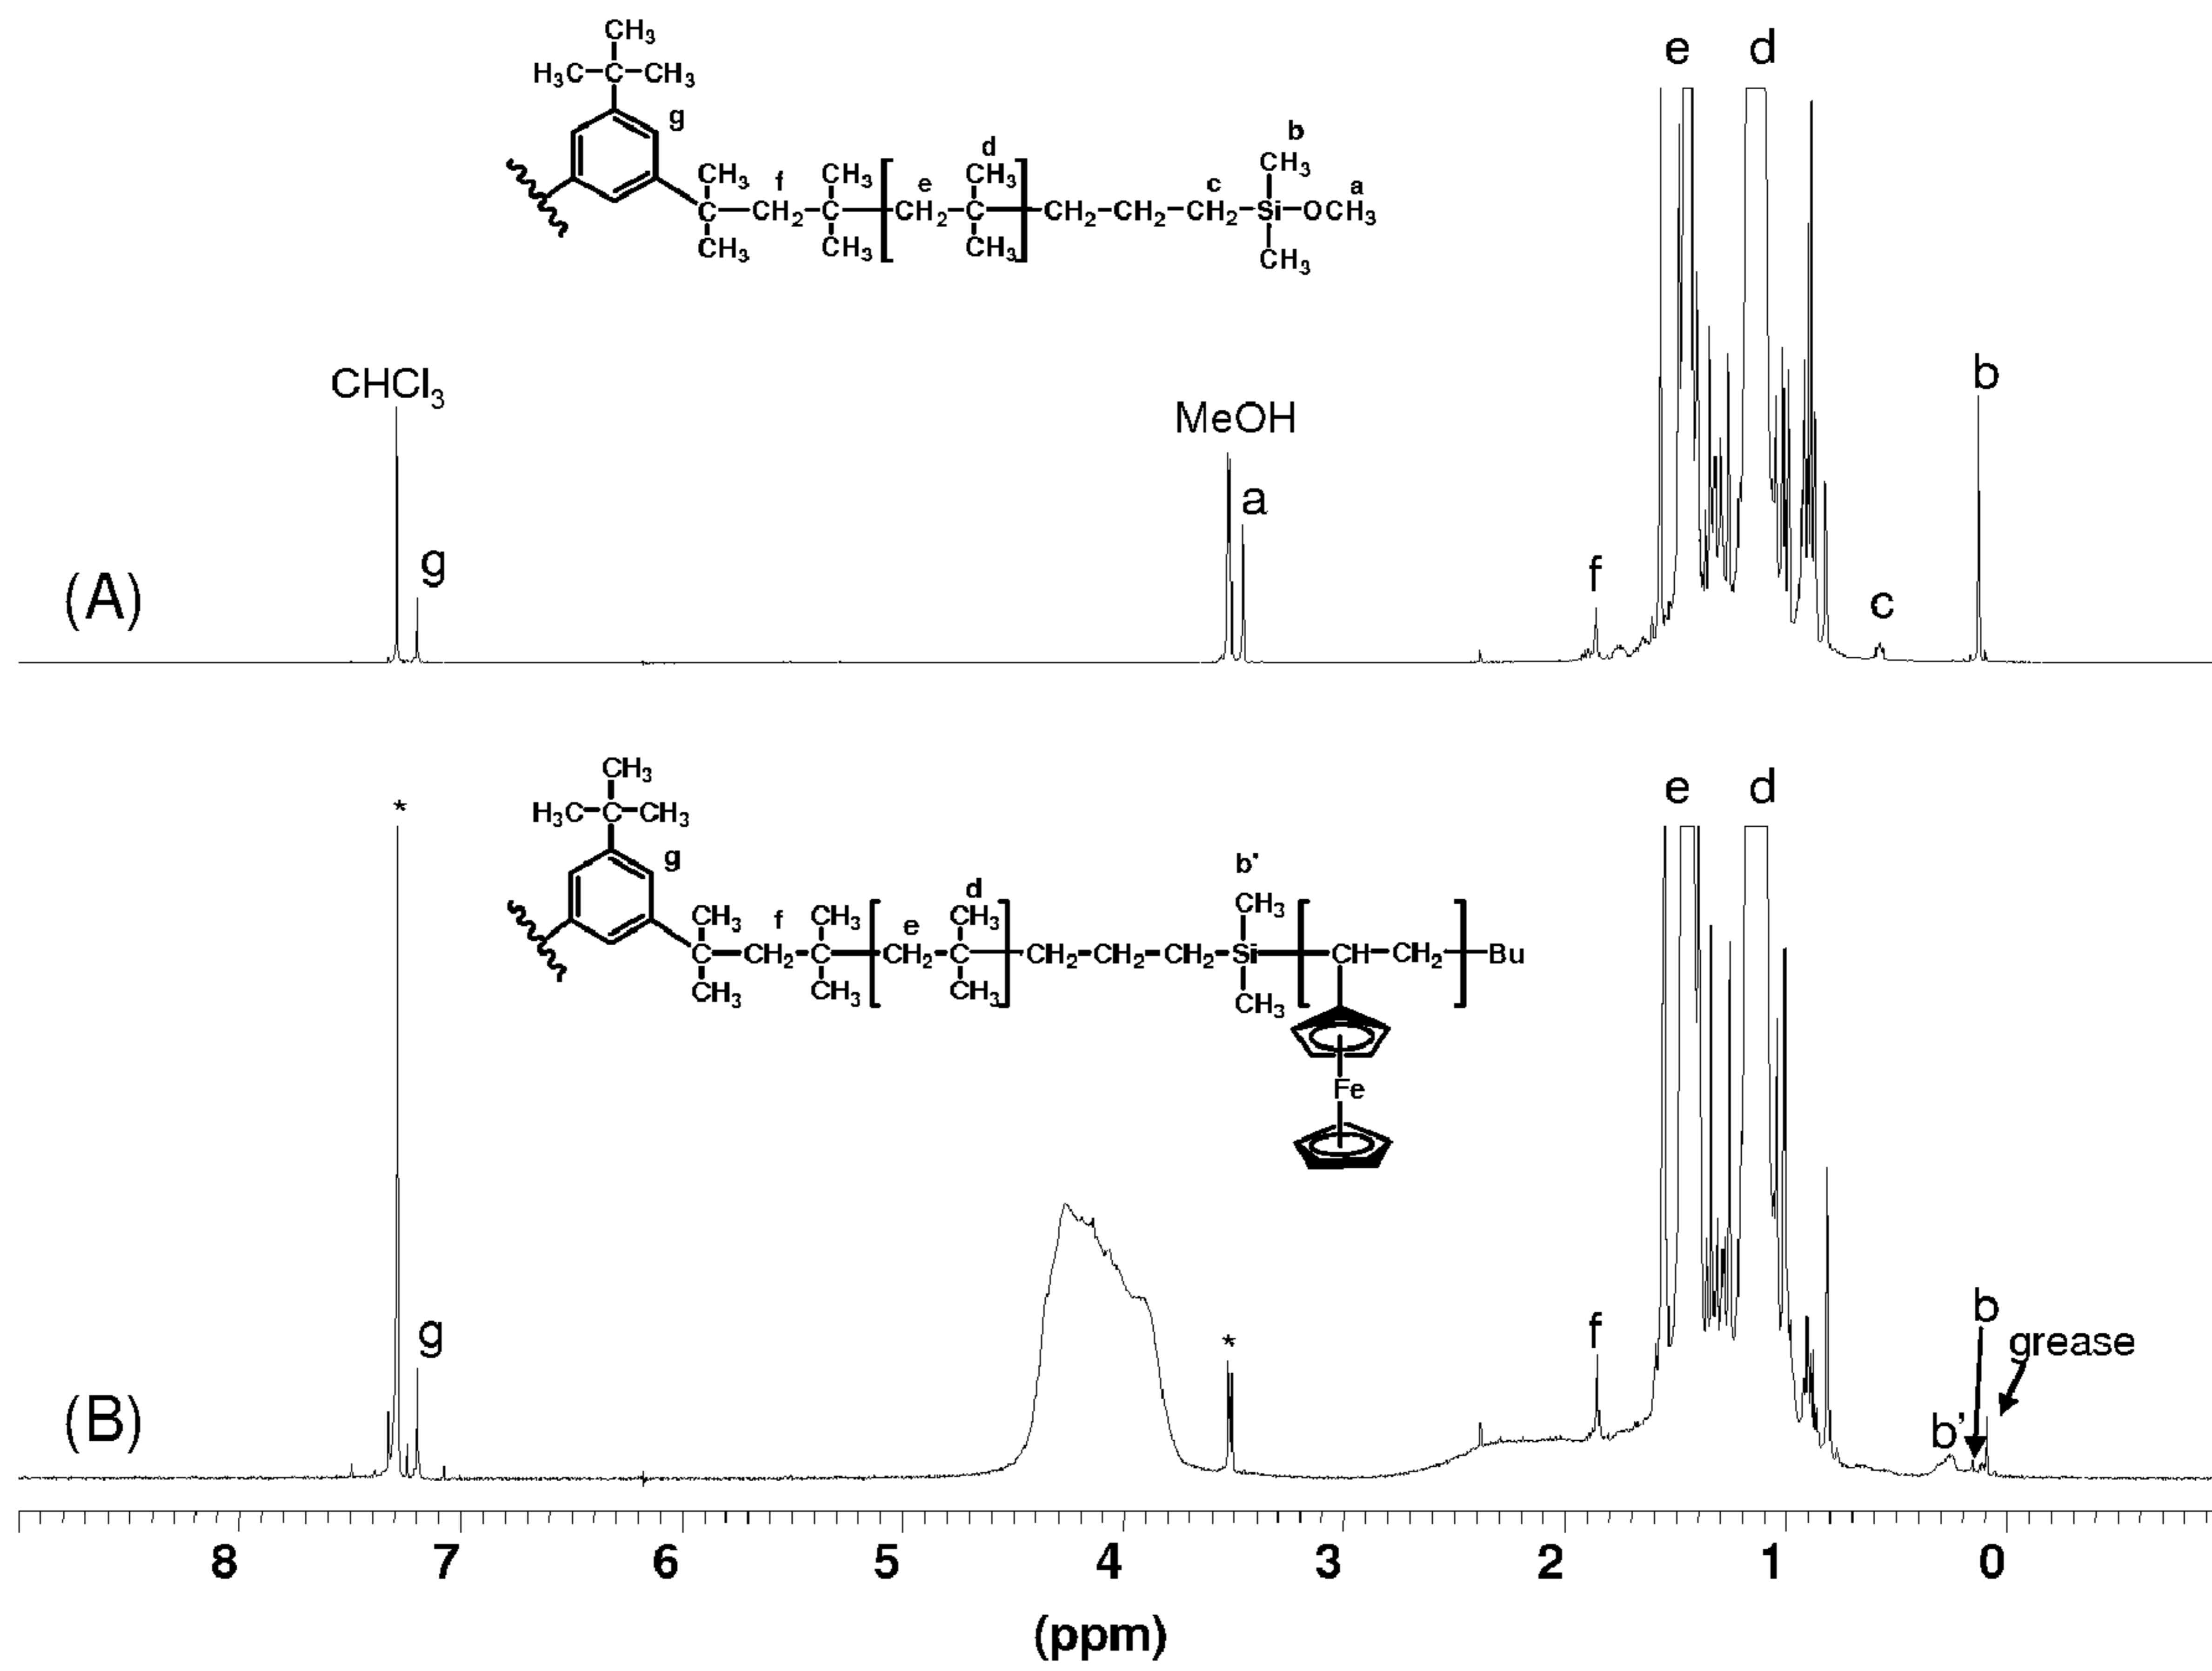 CH3
H3C-C-CH3
g
d
b
CH3
CH3
CH3
CH3
f
e
c
a
C
CH2
C
CH2
C
CH2-CH2-CH2-Si-OCH3
CH3
CH3
CH3
CH3
e
d
CHCl3
MeOH
b
a
g
f
c
(A)
CH3
H3C-C-CH3
*
e
d
g
b'
d
CH3
CH3
CH3
CH3
f
e
C
CH2
C
CH2
C
CH2-CH2-CH2-Si
CH-CH2
Bu
CH3
CH3
CH3
CH3
Fe
b
g
f
*
grease
(B)
b'
8 7 6 5 4 3 2 1 0
(ppm)